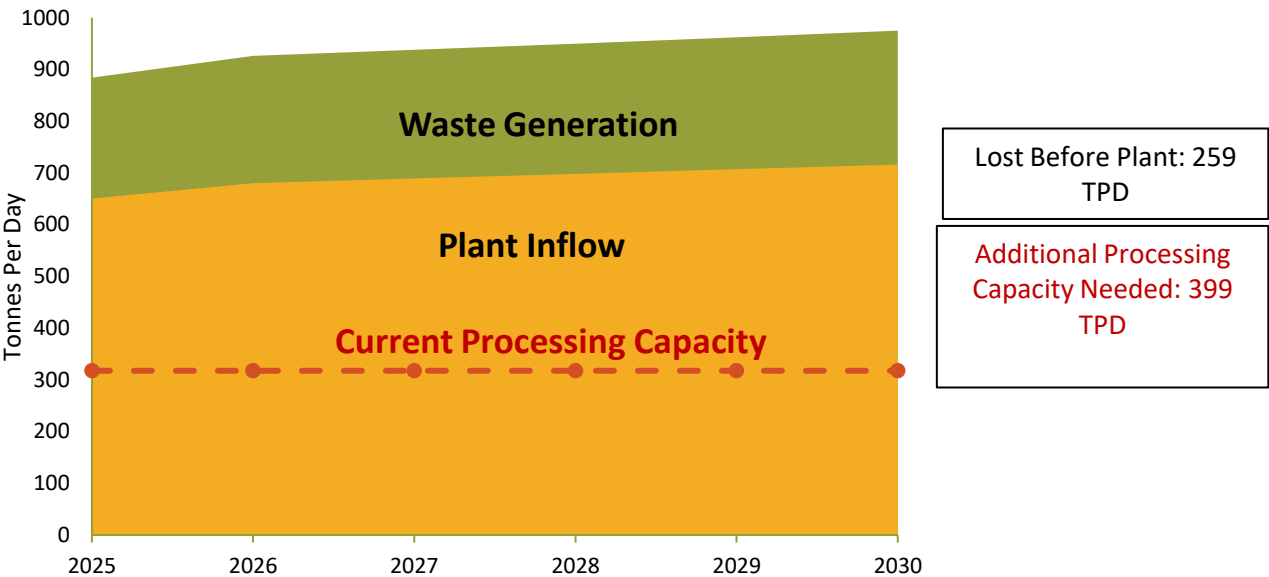 1000
900
800
700
600
500
400
300
200
100
0
Tonnes Per Day
Waste Generation
Plant Inflow
Current Processing Capacity
2025
2026
2027
2028
2029
2030
Lost Before Plant: 259
TPD
Additional Processing
Capacity Needed: 399
TPD